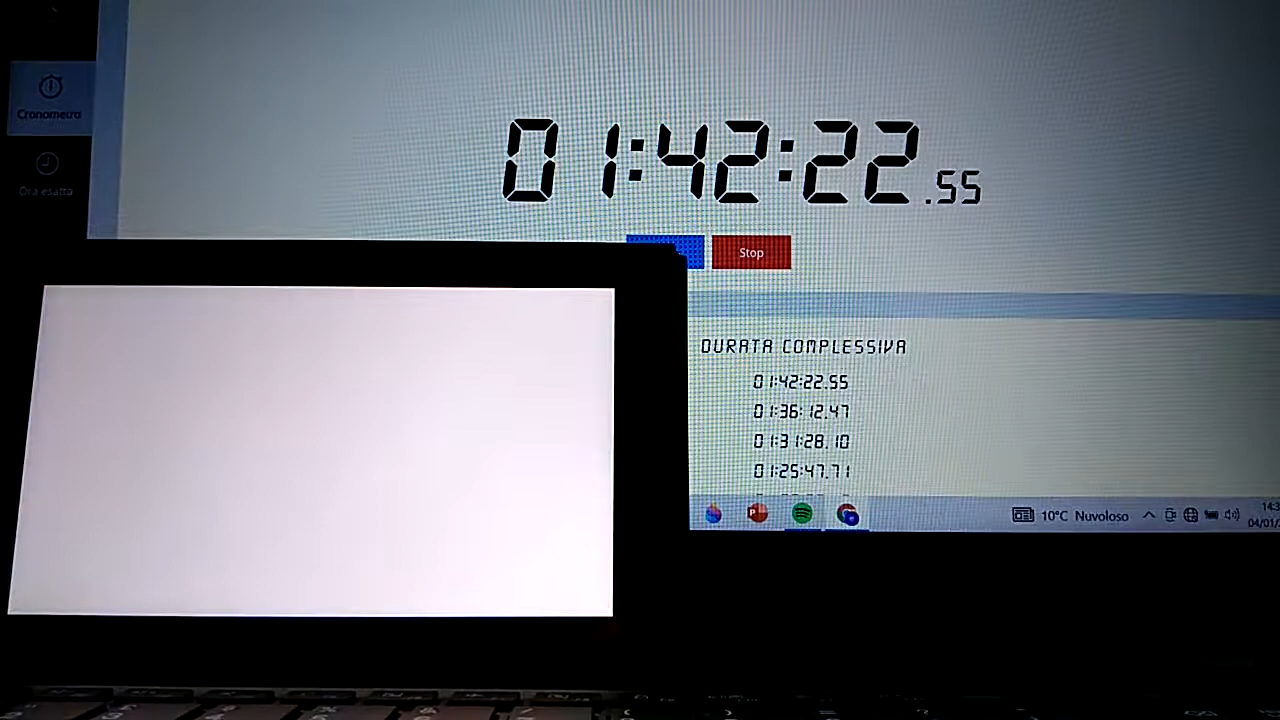 Cronometro
Ora esatta
01:42:22.55
Stop
DURATA COMPLESSIVA
01:42:22.55
01:36:12.47
01:31:28.10
01:25:47.71
10°C Nuvoloso